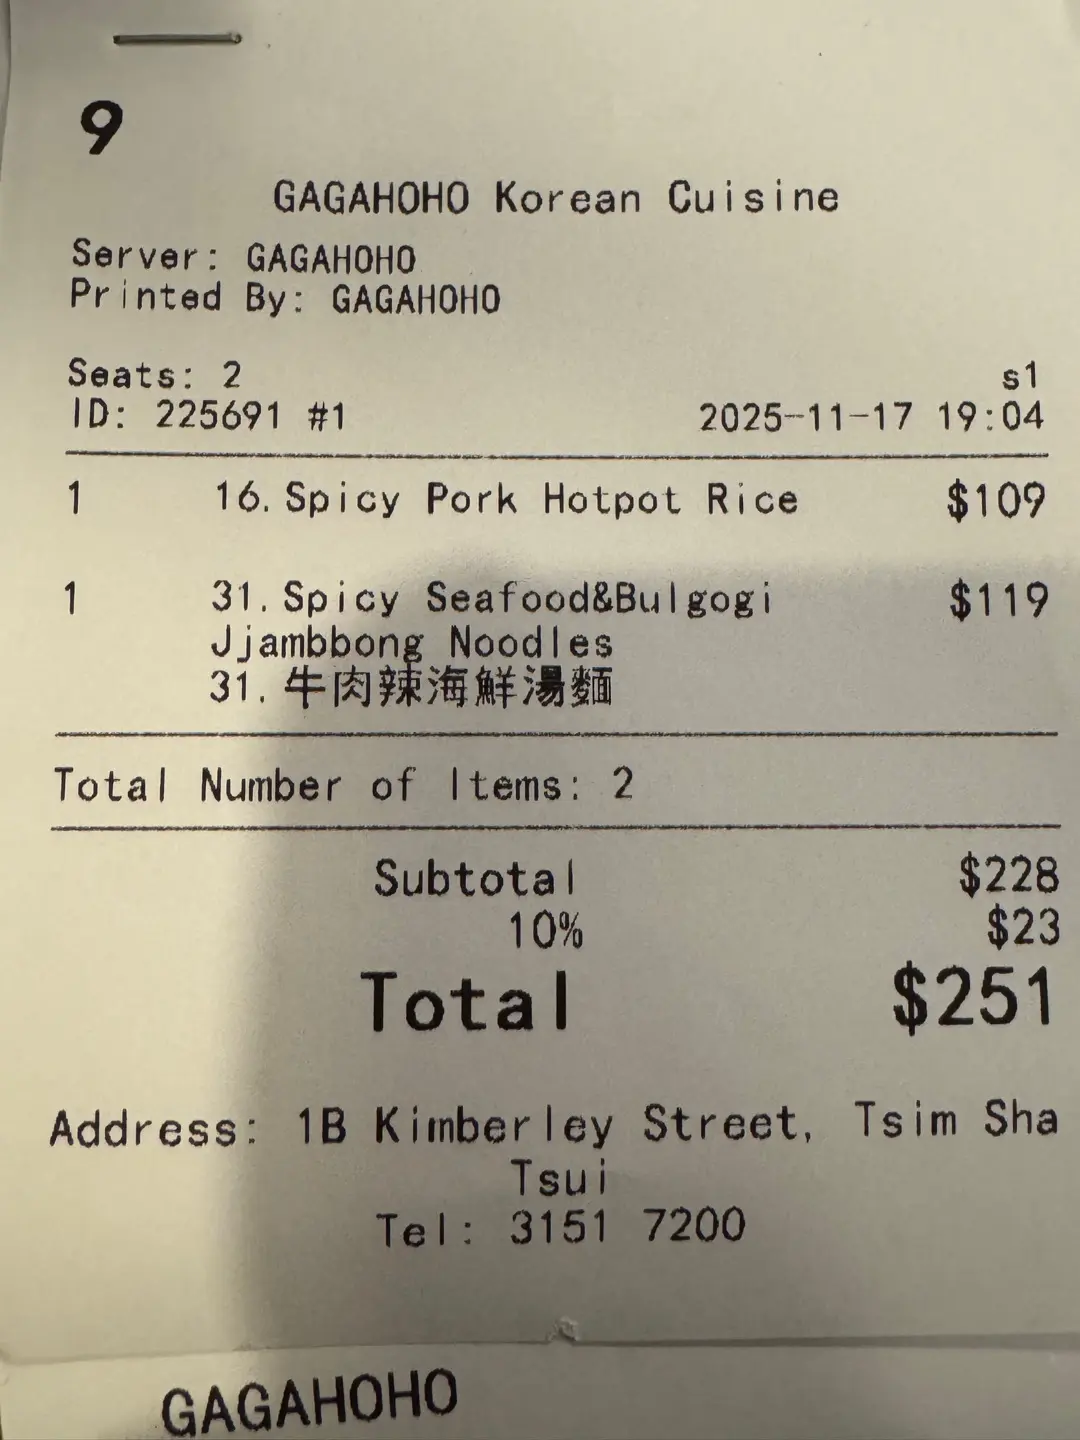 9
GAGAHOHO Korean Cuisine
Server: GAGAHOHO
Printed By: GAGAHOHO
Seats: 2 s1
ID: 225691 #1 2025-11-17 19:04
1 16. Spicy Pork Hotpot Rice $109
1 31. Spicy Seafood&Bulgogi $119
Jjambbong Noodles
31. 牛肉辣海鮮湯麵
Total Number of Items: 2
Subtotal $228
10% $23
Total $251
Address: 1B Kimberley Street, Tsim Sha
Tsui
Tel: 3151 7200
GAGAHOHO